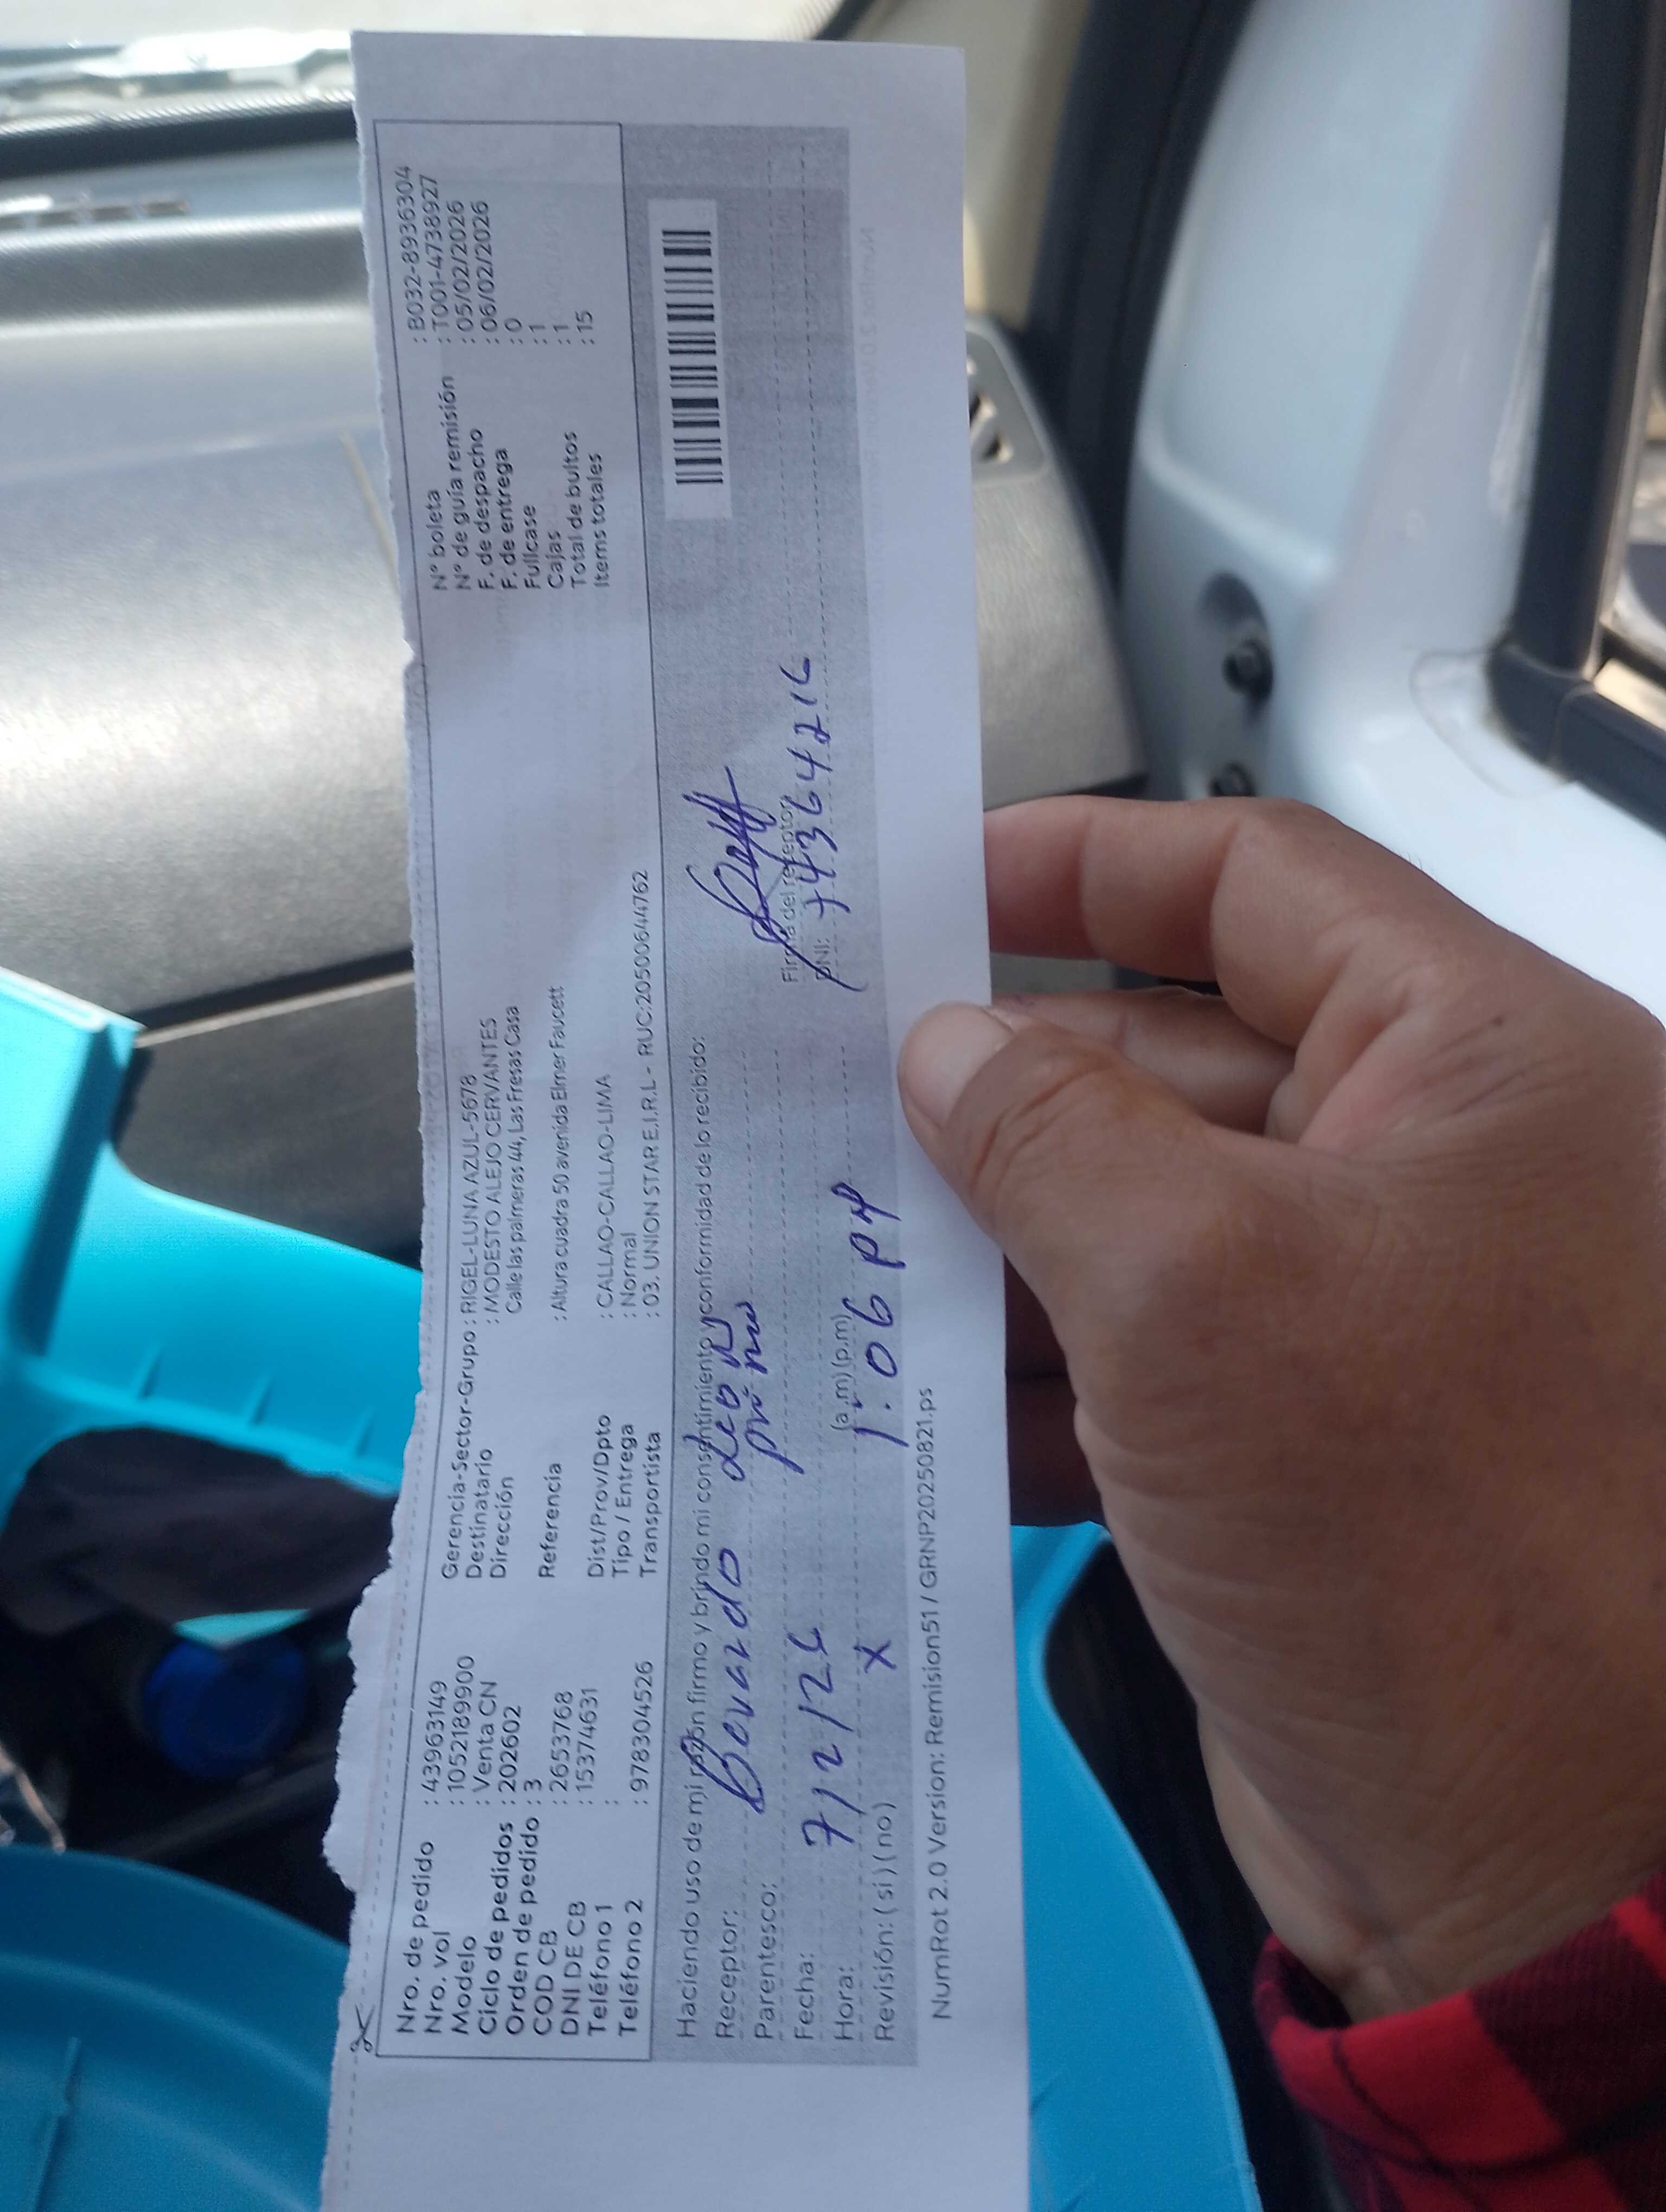 Nro. de pedido : 43963149
Nro. vol : 1052189900
Modelo : Venta CN
Ciclo de pedidos : 202602
Orden de pedido : 3
COD CB : 2653768
DNI DE CB : 15374631
Teléfono 1 :
Teléfono 2 : 978304526
Gerencia-Sector-Grupo : RIGEL-LUNA AZUL-5678
Destinatario : MODESTO ALEJO CERVANTES
Dirección Calle las palmeras 444, Las Fresas Casa
Referencia : Altura cuadra 50 avenida Elmer Faucett
Dist/Prov/Dpto : CALLAO-CALLAO-LIMA
Tipo / Entrega : Normal
Transportista : 03. UNION STAR E.I.R.L - RUC:20500644762
N° boleta : B032-8936304
N° de guía remisión : T001-4738927
F. de despacho : 05/02/2026
F. de entrega : 06/02/2026
Fullcase : 0
Cajas : 1
Total de bultos : 1
Items totales : 15
Haciendo uso de mi razón firmo y brindo mi consentimiento y conformidad de lo recibido:
Receptor:
Parentesco:
Fecha: 7/2/26
Hora: (a.m)(p.m) 1:06 PM
Revisión: ( si ) ( no ) X
Firma del receptor
DNI: 74364216
NumRot 2.0 Version: Remision51 / GRNP20250821.ps